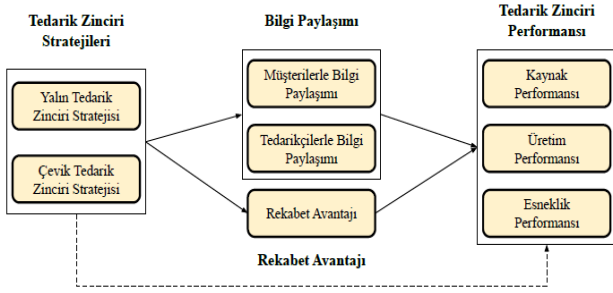 Tedarik Zinciri
Stratejileri
Yalın Tedarik
Zinciri Stratejisi
Çevik Tedarik
Zinciri Stratejisi
Bilgi Paylaşımı
Müşterilerle Bilgi
Paylaşımı
Tedarikçilerle Bilgi
Paylaşımı
Rekabet Avantajı
Rekabet Avantajı
Tedarik Zinciri
Performansı
Kaynak
Performansı
Üretim
Performansı
Esneklik
Performansı